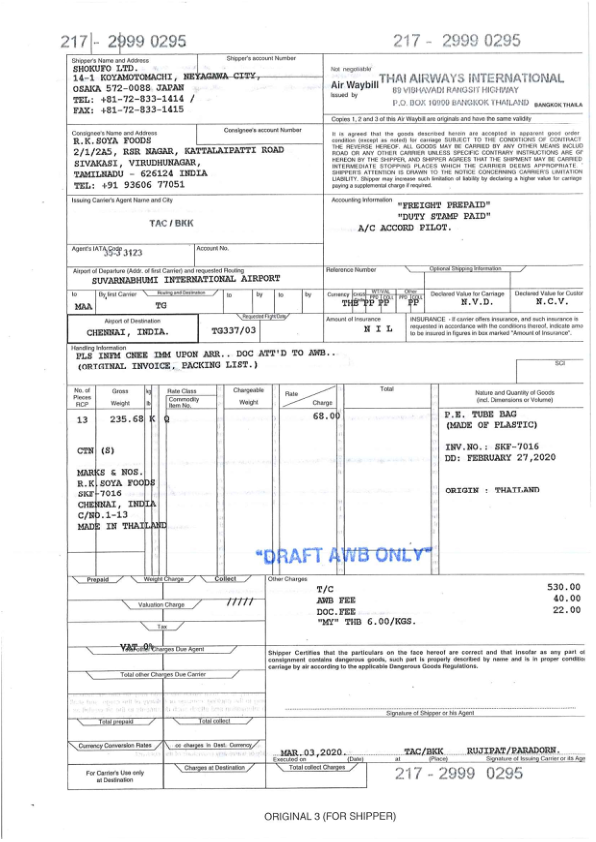 217 - 2999 0295
217 - 2999 0295
Shipper's Name and Address
Shipper's account Number
SHOKUFO LTD.
14-1 KOYAMOTOMACHI, NEYAGAWA CITY,
OSAKA 572-0088 JAPAN
TEL: +81-72-833-1414 /
FAX: +81-72-833-1415
Not negotiable
Air Waybill
Issued by
THAI AIRWAYS INTERNATIONAL
89 VIBHAVADI RANGSIT HIGHWAY
P.O. BOX 10900 BANGKOK THAILAND BANGKOK THAILA
Copies 1, 2 and 3 of this Air Waybill are originals and have the same validity
Consignee's Name and Address
Consignee's account Number
R.K.SOYA FOODS
2/1/2A5, RSR NAGAR, KATTALAIPATTI ROAD
SIVAKASI, VIRUDHUNAGAR,
TAMILNADU - 626124 INDIA
TEL: +91 93606 77051
It is agreed that the goods described herein are accepted in apparent good order
condition (except as noted) for carriage SUBJECT TO THE CONDITIONS OF CONTRACT
THE REVERSE HEREOF. ALL GOODS MAY BE CARRIED BY ANY OTHER MEANS INCLUD
ROAD OR ANY OTHER CARRIER UNLESS SPECIFIC CONTRARY INSTRUCTIONS ARE GI
HEREON BY THE SHIPPER, AND SHIPPER AGREES THAT THE SHIPMENT MAY BE CARRIED
INTERMEDIATE STOPPING PLACES WHICH THE CARRIER DEEMS APPROPRIATE.
SHIPPER'S ATTENTION IS DRAWN TO THE NOTICE CONCERNING CARRIER'S LIMITATION
LIABILITY. Shipper may increase such limitation of liability by declaring a higher value for carriage
paying a supplemental charge if required.
Issuing Carrier's Agent Name and City
TAC / BKK
Accounting Information
"FREIGHT PREPAID"
"DUTY STAMP PAID"
A/C ACCORD PILOT.
Agent's IATA Code
35-3 3123
Account No.
Airport of Departure (Addr. of first Carrier) and requested Routing
SUVARNABHUMI INTERNATIONAL AIRPORT
Reference Number
Optional Shipping Information
to
By first Carrier
Routing and Destination
to
by
to
by
MAA
TG
Currency
WT/VAL
Other
PPD COLL
PPD COLL
THB PP PP PP
Declared Value for Carriage
N.V.D.
Declared Value for Custom
N.C.V.
Airport of Destination
CHENNAI, INDIA.
Requested Flight/Date
TG337/03
Amount of Insurance
N I L
INSURANCE - If carrier offers insurance, and such insurance is
requested in accordance with the conditions thereof, indicate amo
to be insured in figures in box marked "Amount of Insurance".
Handling Information
PLS INFM CNEE IMM UPON ARR.. DOC ATT'D TO AWB..
(ORIGINAL INVOICE, PACKING LIST.)
SCI
No. of
Pieces
RCP
Gross
Weight
kg
lb
Rate Class
Commodity
Item No.
Chargeable
Weight
Rate
Charge
Total
Nature and Quantity of Goods
(incl. Dimensions or Volume)
13 235.68 K Q 68.00
P.E. TUBE BAG
(MADE OF PLASTIC)
INV.NO.: SKF-7016
DD: FEBRUARY 27,2020
ORIGIN : THAILAND
CTN (S)
MARKS & NOS.
R.K.SOYA FOODS
SKF-7016
CHENNAI, INDIA
C/NO.1-13
MADE IN THAILAND
"DRAFT AWB ONLY"
Prepaid
Weight Charge
Collect
Other Charges
T/C 530.00
AWB FEE 40.00
DOC.FEE 22.00
"MY" THB 6.00/KGS.
Valuation Charge
/////
Tax
VAT 0%
Total other Charges Due Agent
Shipper Certifies that the particulars on the face hereof are correct and that insofar as any part of
consignment contains dangerous goods, such part is properly described by name and is in proper condition
carriage by air according to the applicable Dangerous Goods Regulations.
Total other Charges Due Carrier
Signature of Shipper or his Agent
Total prepaid
Total collect
Currency Conversion Rates
cc charges in Dest. Currency
MAR.03,2020. TAC/BKK RUJIPAT/PARADORN.
Executed on (Date) at (Place) Signature of Issuing Carrier or its Age
For Carrier's Use only
at Destination
Charges at Destination
Total collect Charges
217 - 2999 0295
ORIGINAL 3 (FOR SHIPPER)